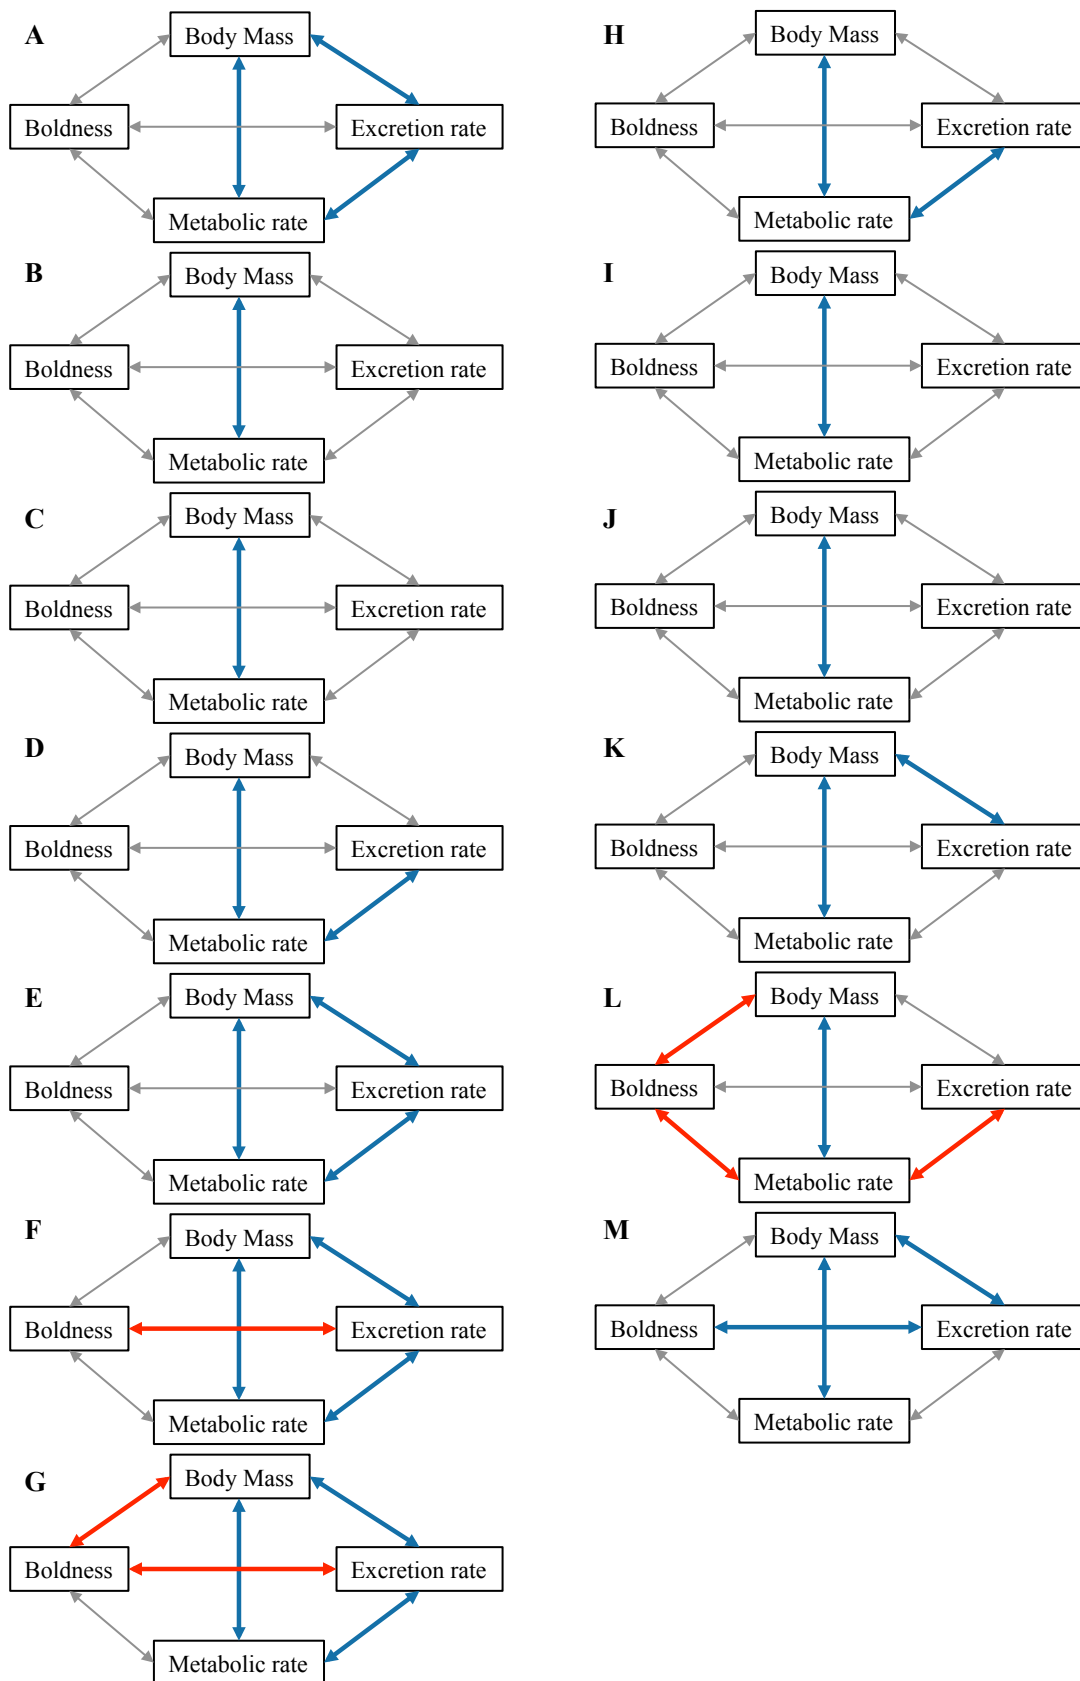 A
Body Mass
Boldness
Excretion rate
Metabolic rate
B
Body Mass
Boldness
Excretion rate
Metabolic rate
C
Body Mass
Boldness
Excretion rate
Metabolic rate
D
Body Mass
Boldness
Excretion rate
Metabolic rate
E
Body Mass
Boldness
Excretion rate
Metabolic rate
F
Body Mass
Boldness
Excretion rate
Metabolic rate
G
Body Mass
Boldness
Excretion rate
Metabolic rate
H
Body Mass
Boldness
Excretion rate
Metabolic rate
I
Body Mass
Boldness
Excretion rate
Metabolic rate
J
Body Mass
Boldness
Excretion rate
Metabolic rate
K
Body Mass
Boldness
Excretion rate
Metabolic rate
L
Body Mass
Boldness
Excretion rate
Metabolic rate
M
Body Mass
Boldness
Excretion rate
Metabolic rate